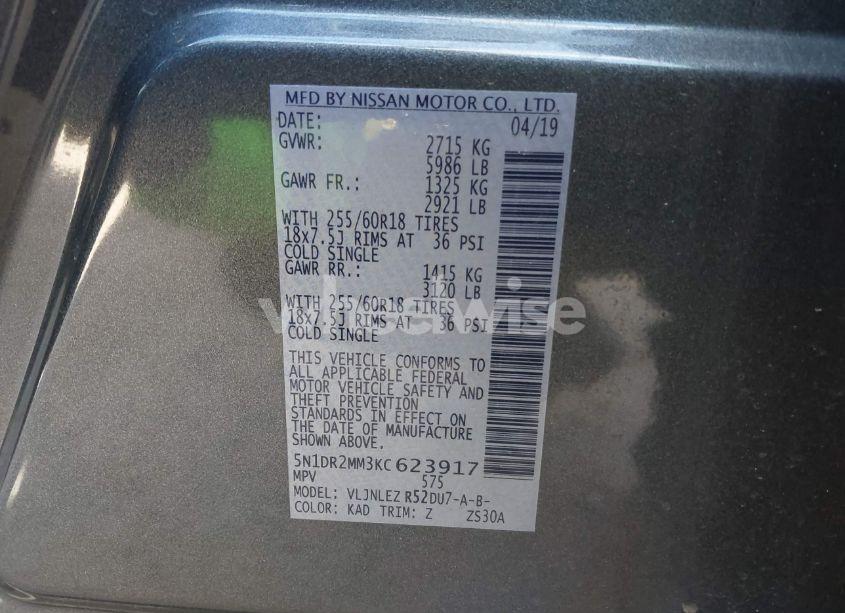 MFD BY NISSAN MOTOR CO., LTD.
DATE: 04/19
GVWR: 2715 KG
5986 LB
GAWR FR.: 1325 KG
2921 LB
WITH 255/60R18 TIRES
18x7.5J RIMS AT 36 PSI
COLD SINGLE
GAWR RR.: 1415 KG
3120 LB
WITH 255/60R18 TIRES
18x7.5J RIMS AT 36 PSI
COLD SINGLE
THIS VEHICLE CONFORMS TO
ALL APPLICABLE FEDERAL
MOTOR VEHICLE SAFETY AND
THEFT PREVENTION
STANDARDS IN EFFECT ON
THE DATE OF MANUFACTURE
SHOWN ABOVE.
5N1DR2MM3KC623917
MPV 575
MODEL: VLJNLEZ R52DU7-A-B-
COLOR: KAD TRIM: Z ZS30A